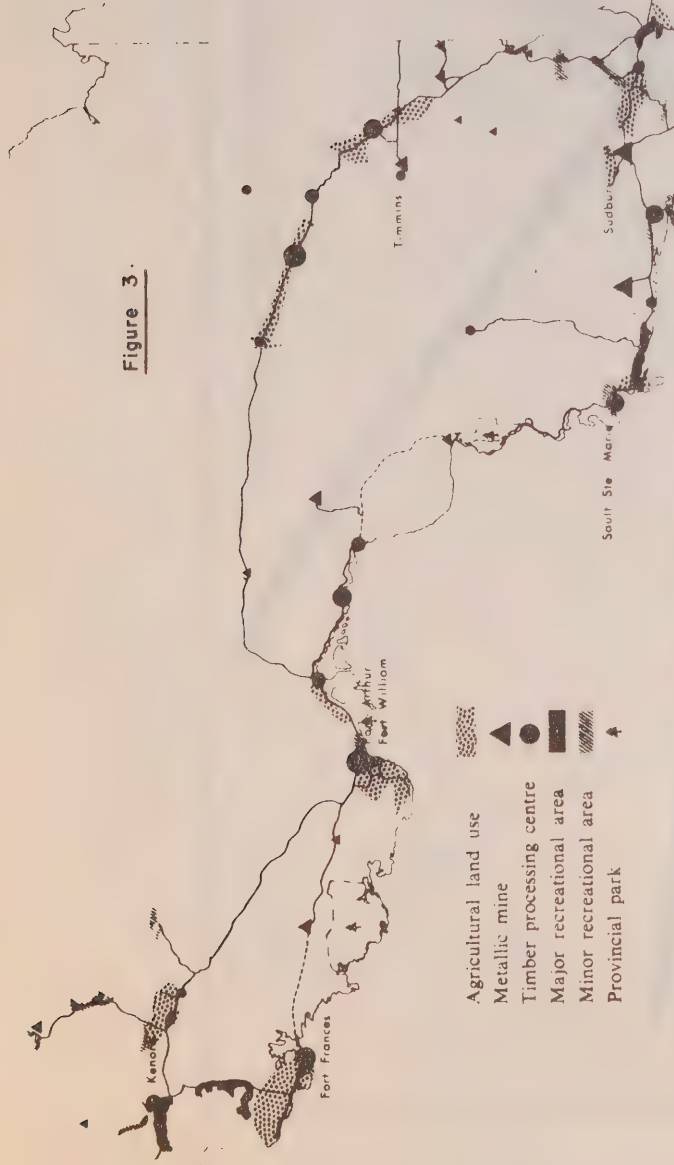 Figure 3.
Kenora
Fort Frances
Port Arthur
Fort William
Timmins
Sudbury
Sault Ste Marie
Agricultural land use
Metallic mine
Timber processing centre
Major recreational area
Minor recreational area
Provincial park